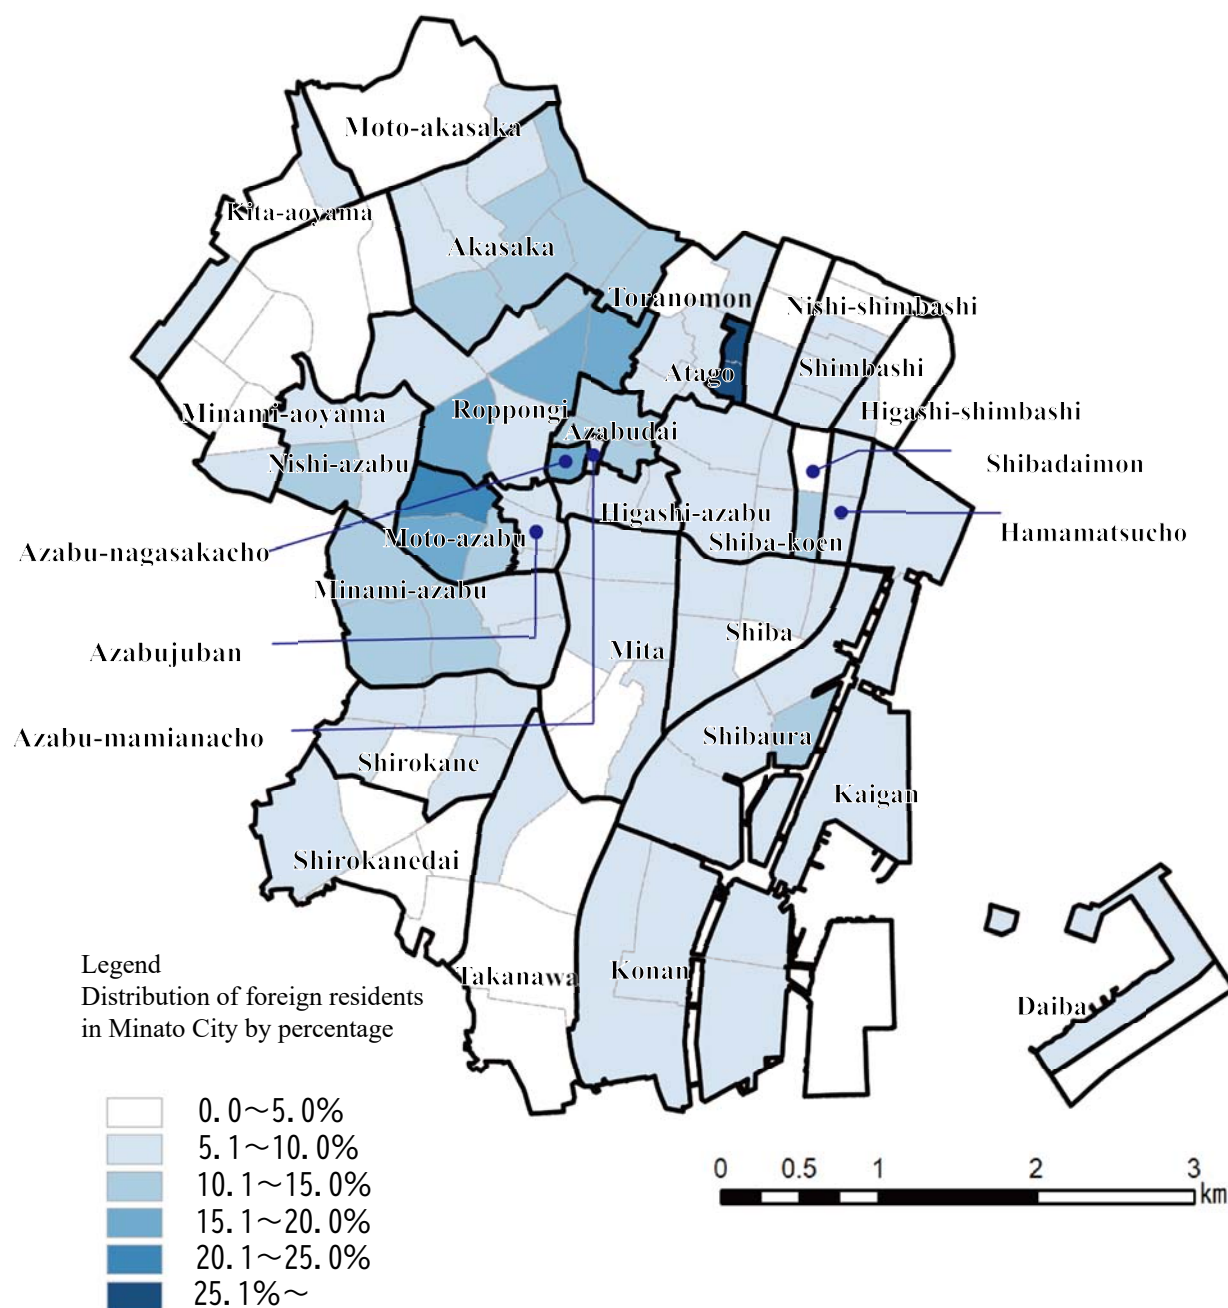 Moto-akasaka
Kita-aoyama
Akasaka
Toranomon
Nishi-shimbashi
Atago
Shimbashi
Minami-aoyama
Roppongi
Higashi-shimbashi
Azabudai
Nishi-azabu
Shibadaimon
Higashi-azabu
Azabu-nagasakacho
Moto-azabu
Shiba-koen
Hamamatsucho
Minami-azabu
Azabujuban
Mita
Shiba
Azabu-mamianacho
Shibaura
Shirokane
Kaigan
Shirokanedai
Takanawa
Konan
Daiba
Legend
Distribution of foreign residents
in Minato City by percentage
0.0～5.0%
5.1～10.0%
10.1～15.0%
15.1～20.0%
20.1～25.0%
25.1%～
0 0.5 1 2 3
km